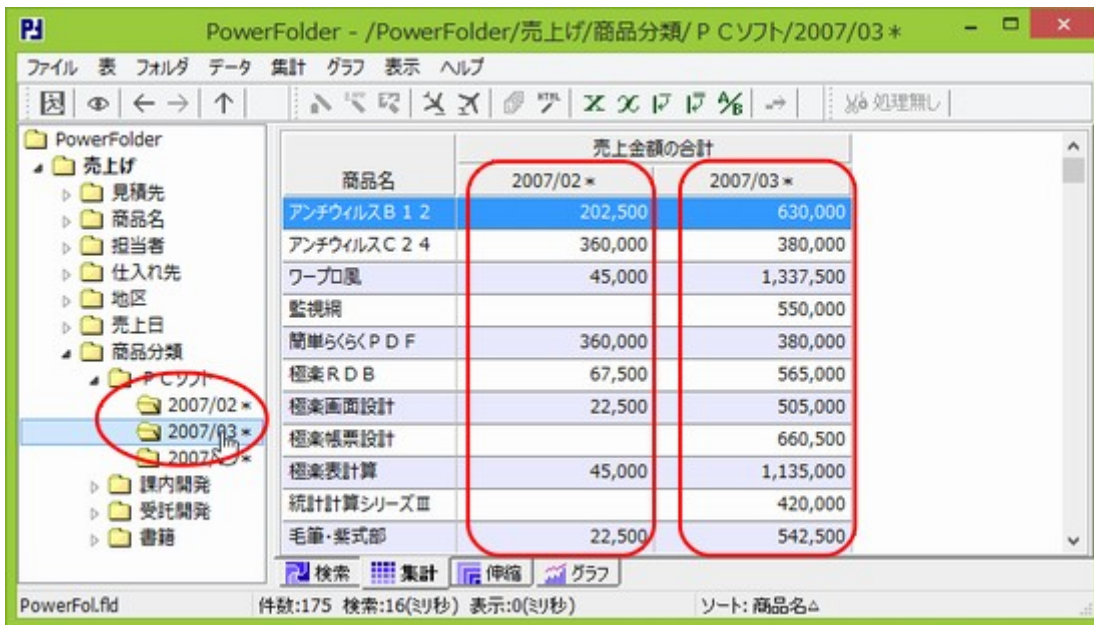 PowerFolder - /PowerFolder/売上げ/商品分類/ＰＣソフト/2007/03＊
ファイル 表 フォルダ データ 集計 グラフ 表示 ヘルプ
HTML A/B 処理無し
PowerFolder
売上げ
見積先
商品名
担当者
仕入れ先
地区
売上日
商品分類
ＰＣソフト
2007/02＊
2007/03＊
課内開発
受託開発
書籍
売上金額の合計
商品名 2007/02＊ 2007/03＊
アンチウィルスＢ１２ 202,500 630,000
アンチウィルスＣ２４ 360,000 380,000
ワープロ風 45,000 1,337,500
監視網 550,000
簡単らくらくＰＤＦ 360,000 380,000
極楽ＲＤＢ 67,500 565,000
極楽画面設計 22,500 505,000
極楽帳票設計 660,500
極楽表計算 45,000 1,135,000
統計計算シリーズⅢ 420,000
毛筆・紫式部 22,500 542,500
検索 集計 伸縮 グラフ
PowerFol.fld 件数:175 検索:16(ミリ秒) 表示:0(ミリ秒) ソート: 商品名△